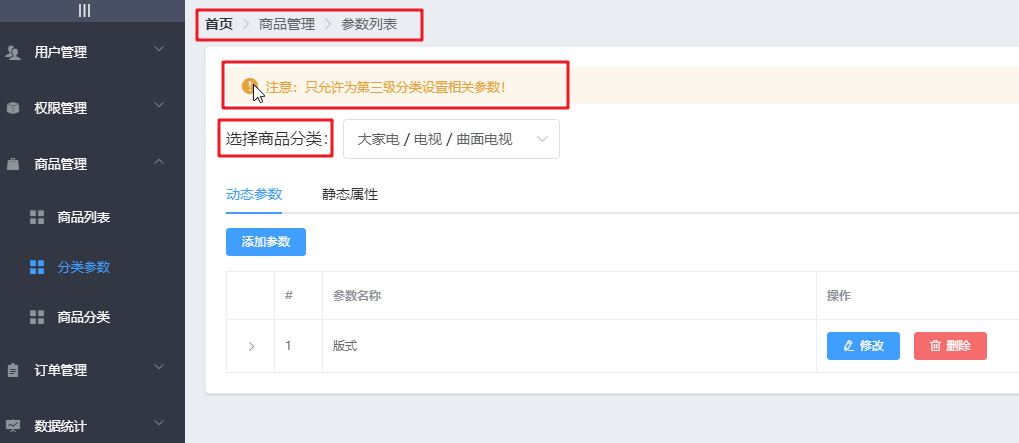 用户管理
权限管理
商品管理
商品列表
分类参数
商品分类
订单管理
数据统计
首页 > 商品管理 > 参数列表
注意：只允许为第三级分类设置相关参数！
选择商品分类：
大家电 / 电视 / 曲面电视
动态参数 静态属性
添加参数
# 参数名称 操作
1 版式 修改 删除